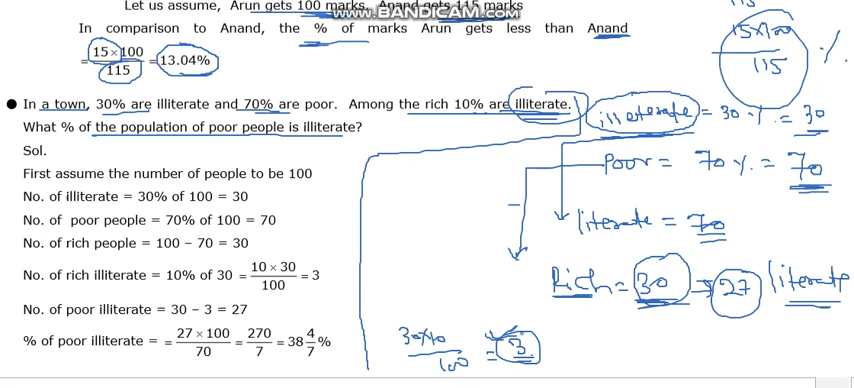 Let us assume, Arun gets 100 marks. Anand gets 115 marks
WWW.BANDICAM.COM
In comparison to Anand, the % of marks Arun gets less than Anand
= 15 × 100 / 115 = 13.04%
15×100 / 115 %.
115
● In a town, 30% are illiterate and 70% are poor. Among the rich 10% are illiterate.
What % of the population of poor people is illiterate?
Sol.
First assume the number of people to be 100
No. of illiterate = 30% of 100 = 30
No. of poor people = 70% of 100 = 70
No. of rich people = 100 − 70 = 30
No. of rich illiterate = 10% of 30 = 10 × 30 / 100 = 3
No. of poor illiterate = 30 − 3 = 27
% of poor illiterate = = 27 × 100 / 70 = 270 / 7 = 38 4/7 %
illeterate = 30 %. = 30
Poor = 70 %. = 70
literate = 70
Rich = 30 → 27 literate
30×10 / 100 = 3